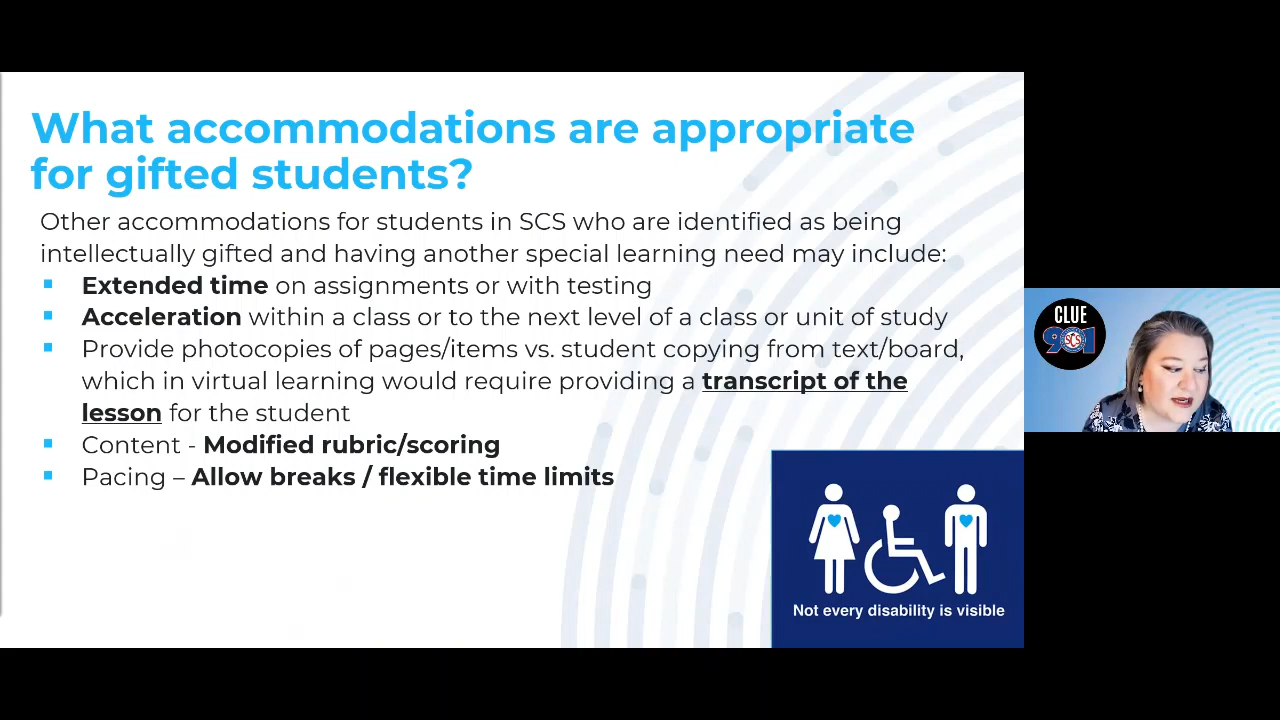 What accommodations are appropriate
for gifted students?
Other accommodations for students in SCS who are identified as being
intellectually gifted and having another special learning need may include:
Extended time on assignments or with testing
Acceleration within a class or to the next level of a class or unit of study
Provide photocopies of pages/items vs. student copying from text/board,
which in virtual learning would require providing a transcript of the
lesson for the student
Content - Modified rubric/scoring
Pacing – Allow breaks / flexible time limits
Not every disability is visible
CLUE
901
SCS